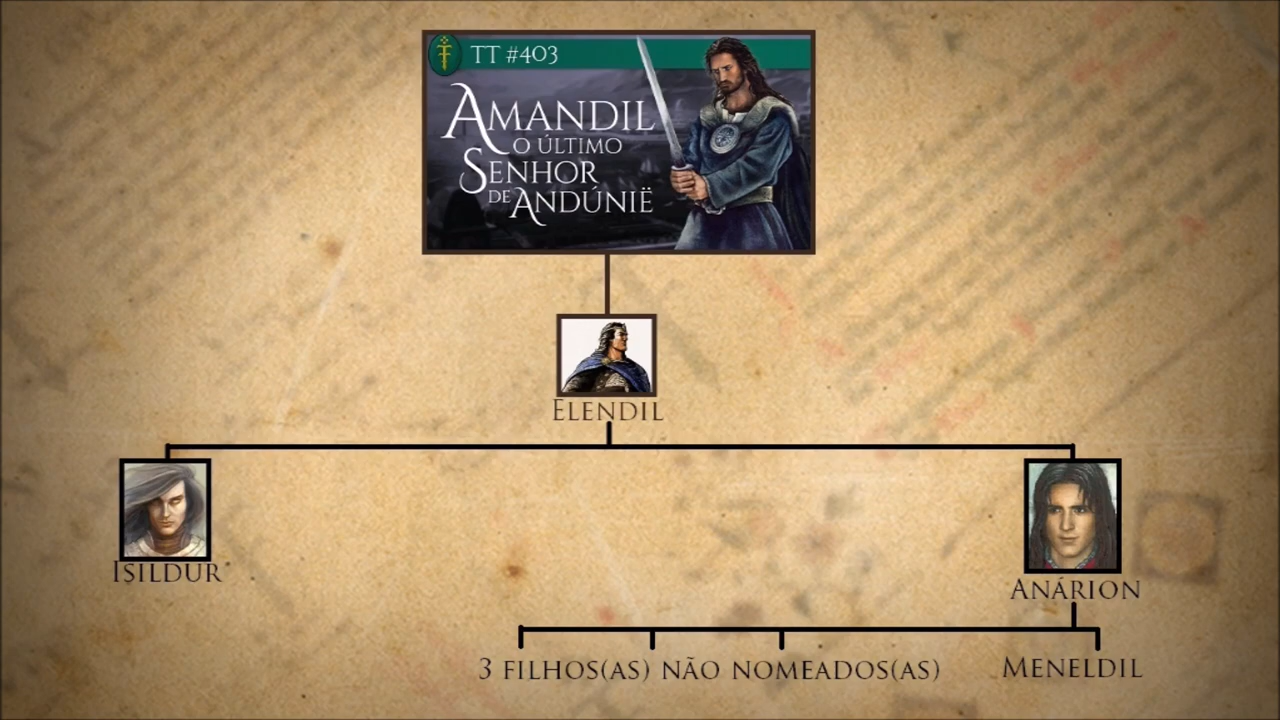 TT #403
AMANDIL
O ÚLTIMO
SENHOR
DE ANDÚNIË
ELENDIL
ISILDUR
ANÁRION
3 FILHOS(AS) NÃO NOMEADOS(AS)
MENELDIL